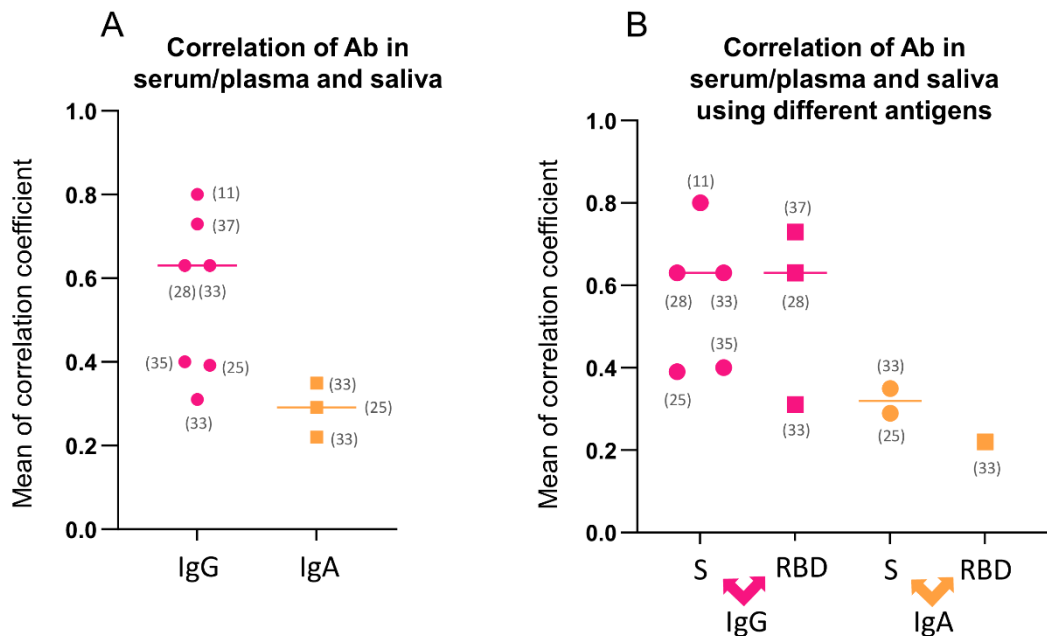 A
Correlation of Ab in
serum/plasma and saliva
Mean of correlation coefficient
1.0
0.8
0.6
0.4
0.2
0.0
(11)
(37)
(28)
(33)
(35)
(25)
(33)
(33)
(25)
(33)
IgG
IgA
B
Correlation of Ab in
serum/plasma and saliva
using different antigens
Mean of correlation coefficient
1.0
0.8
0.6
0.4
0.2
0.0
(11)
(28)
(33)
(35)
(25)
(37)
(28)
(33)
(33)
(25)
(33)
S
RBD
S
RBD
IgG
IgA